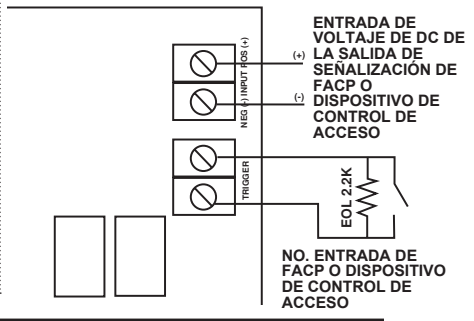 ENTRADA DE
VOLTAJE DE DC DE
LA SALIDA DE
SEÑALIZACIÓN DE
FACP O
DISPOSITIVO DE
CONTROL DE
ACCESO
(+)
(-)
NEG (-) INPUT POS (+)
TRIGGER
EOL 2.2K
NO. ENTRADA DE
FACP O DISPOSITIVO
DE CONTROL DE
ACCESO